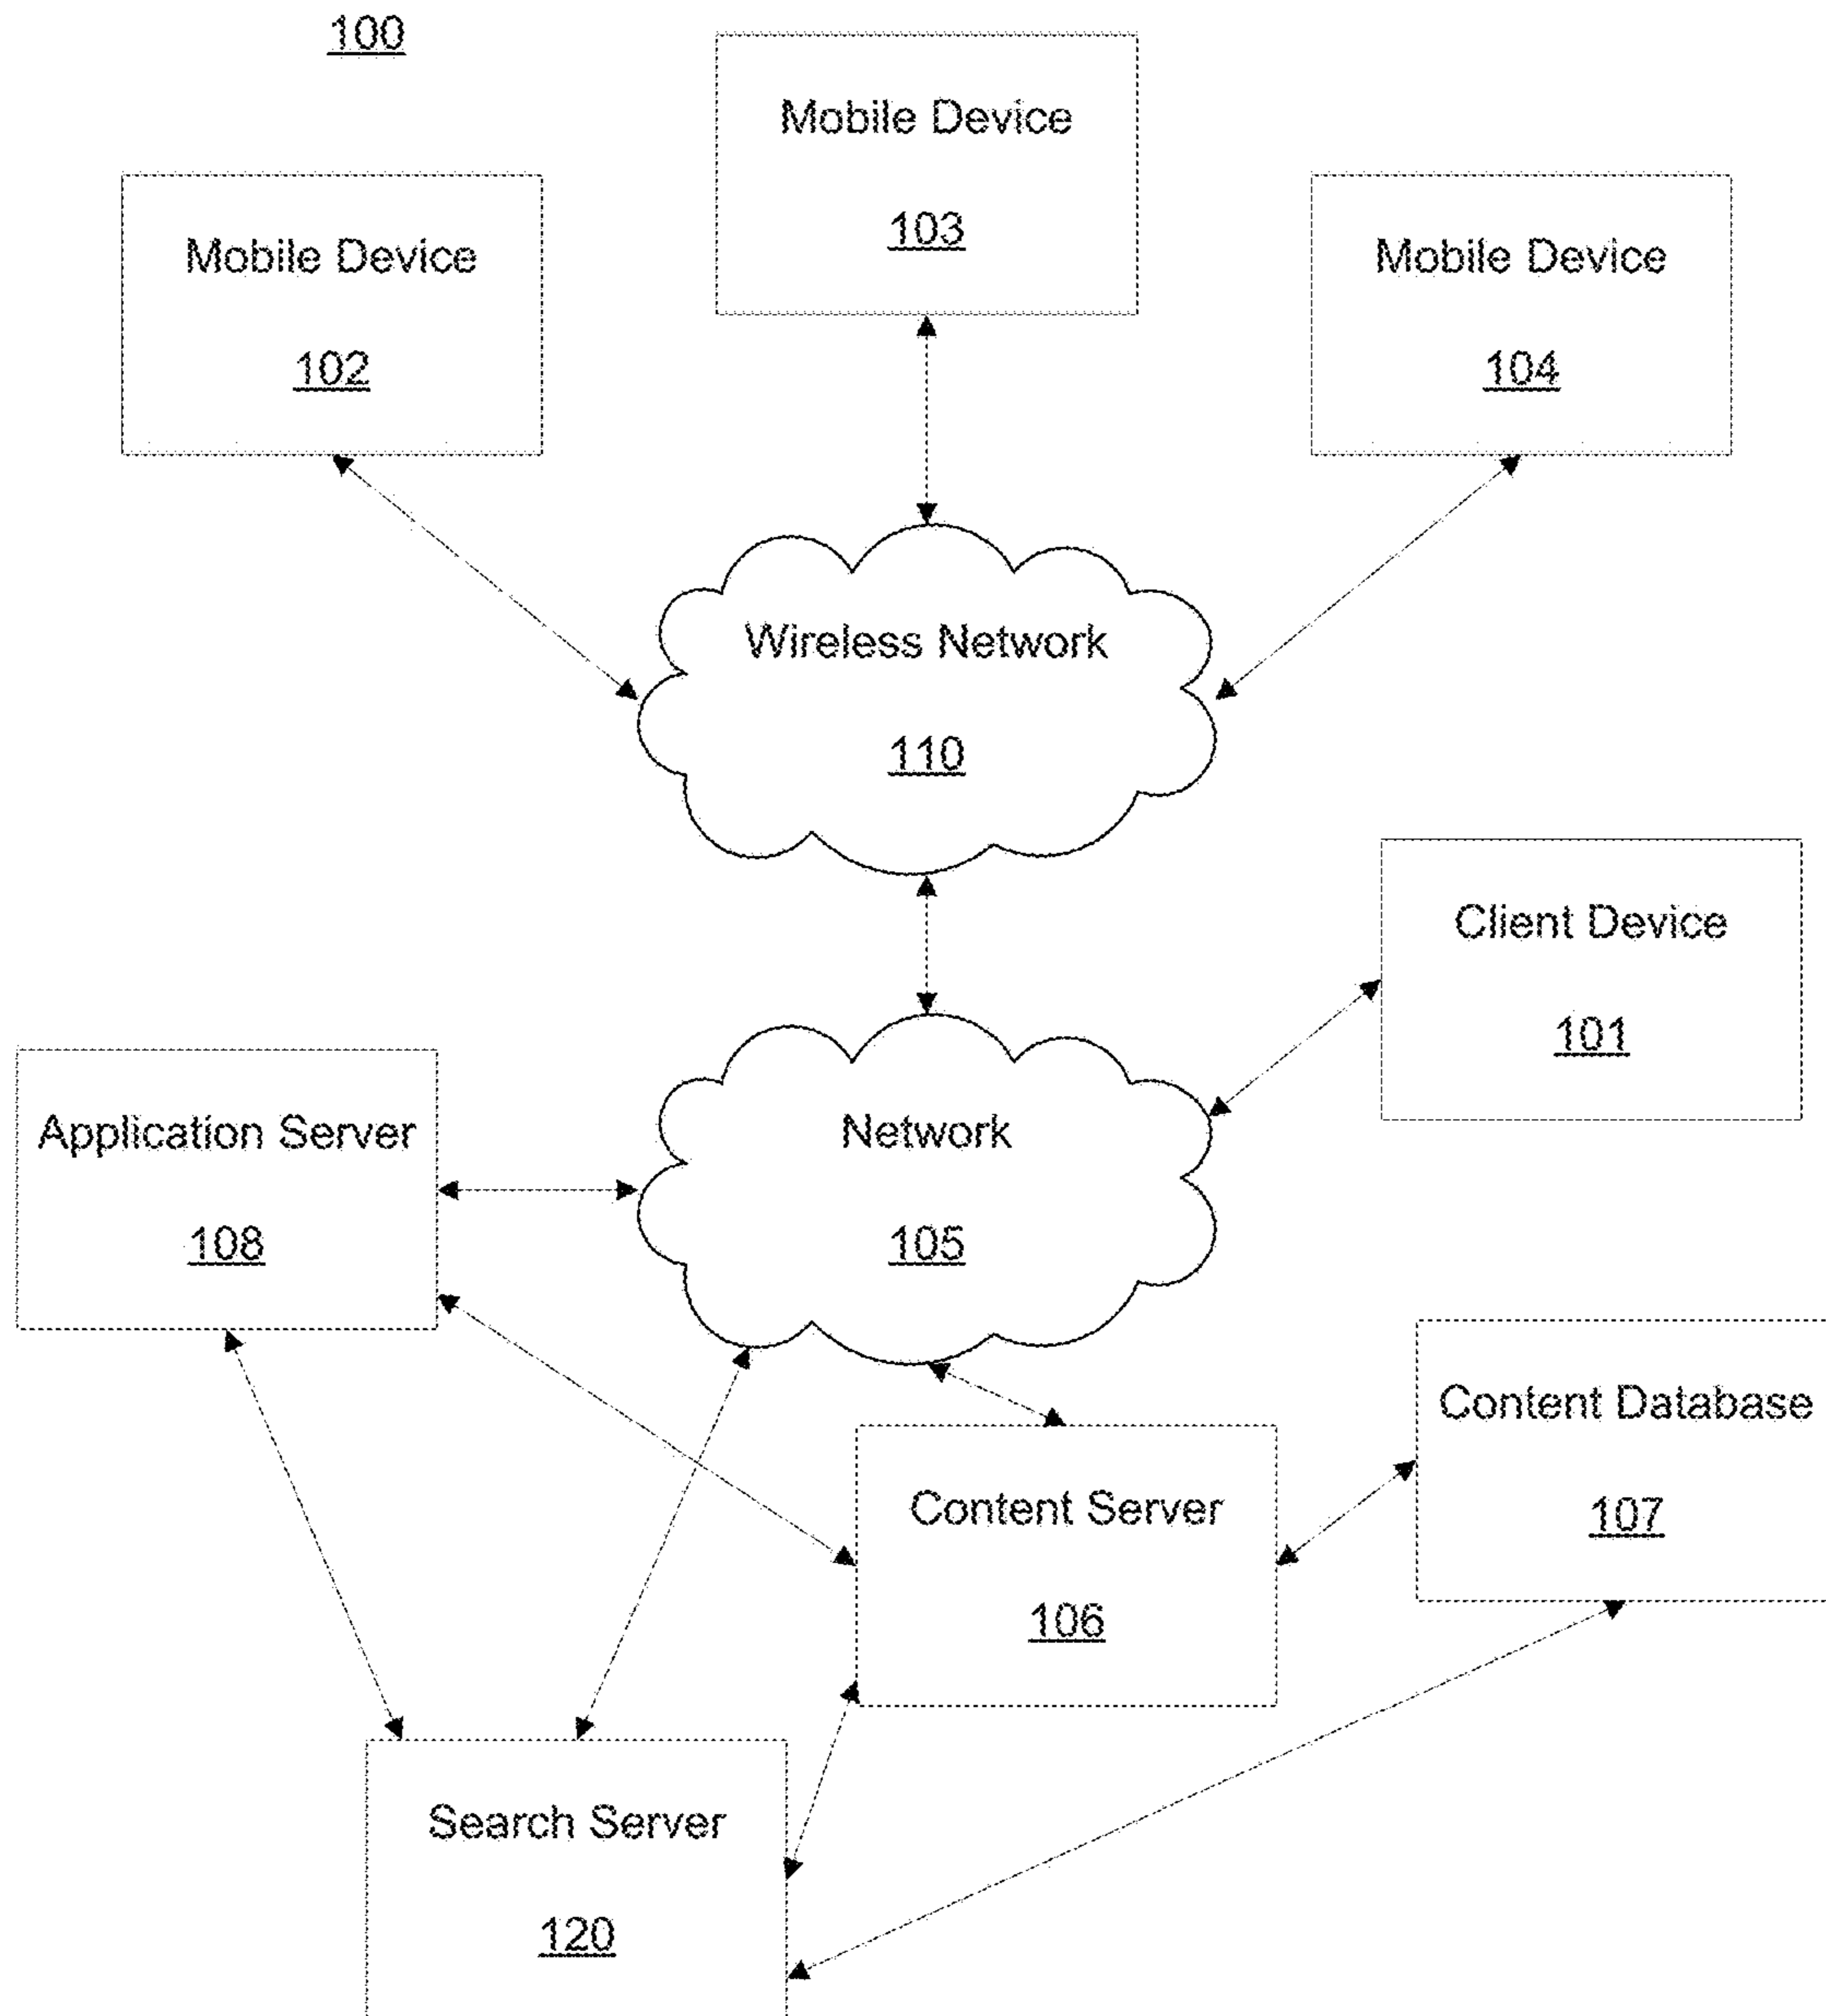 100
Mobile Device
103
Mobile Device
102
Mobile Device
104
Wireless Network
110
Client Device
101
Application Server
108
Network
105
Content Database
107
Content Server
106
Search Server
120